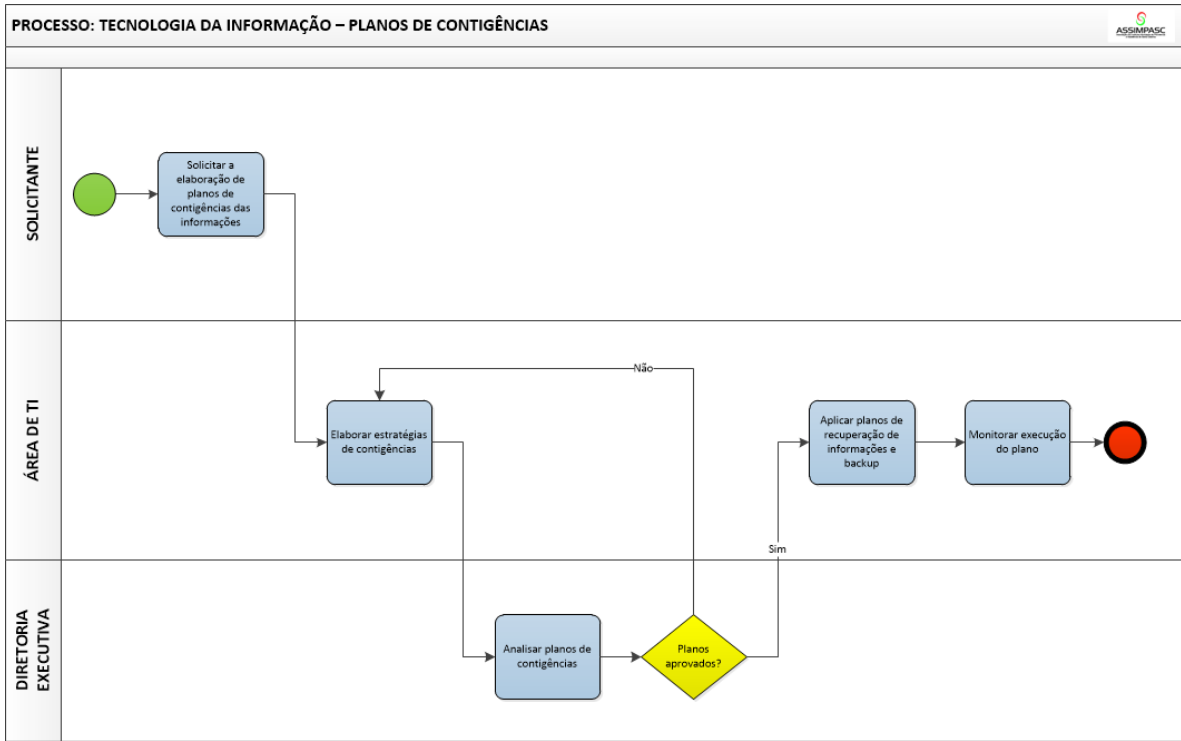 PROCESSO: TECNOLOGIA DA INFORMAÇÃO – PLANOS DE CONTIGÊNCIAS
ASSIMPASC
SOLICITANTE
Solicitar a
elaboração de
planos de
contigências das
informações
ÁREA DE TI
Não
Elaborar estratégias
de contigências
Aplicar planos de
recuperação de
informações e
backup
Monitorar execução
do plano
Sim
DIRETORIA
EXECUTIVA
Analisar planos de
contigências
Planos
aprovados?